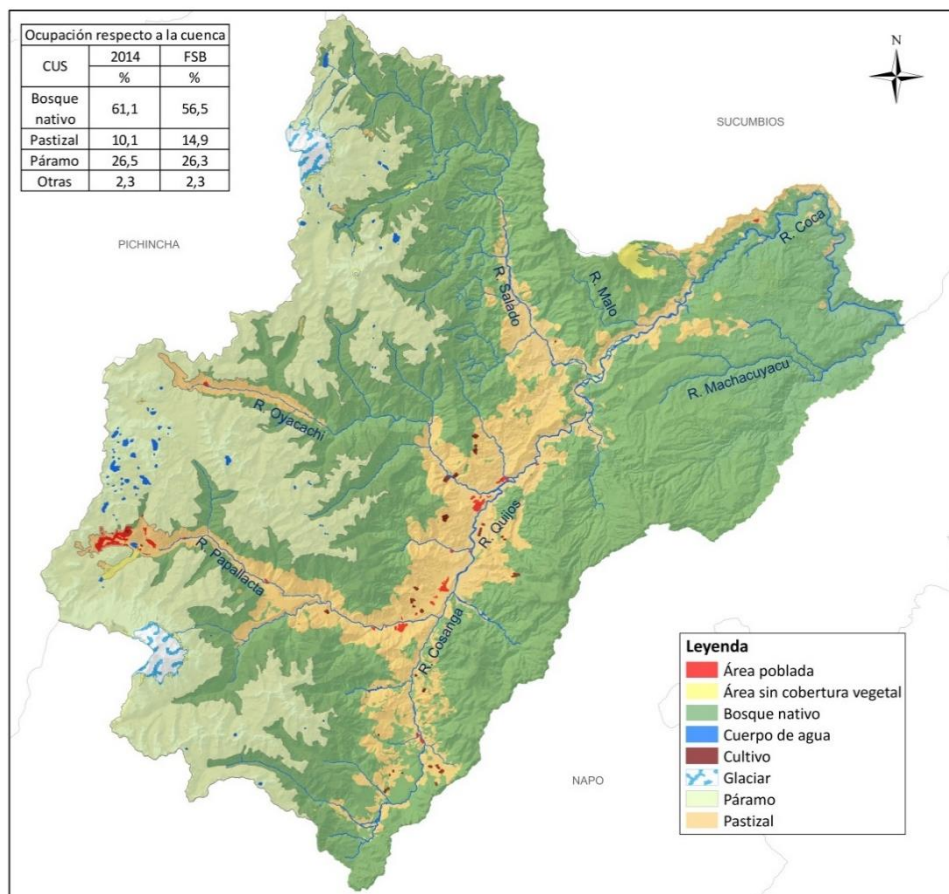 Ocupación respecto a la cuenca
CUS 2014 FSB
% %
Bosque nativo 61,1 56,5
Pastizal 10,1 14,9
Páramo 26,5 26,3
Otras 2,3 2,3
N
SUCUMBIOS
PICHINCHA
R. Coca
R. Salado
R. Malo
R. Machacuyacu
R. Oyacachi
R. Quijos
R. Papallacta
R. Cosanga
NAPO
Leyenda
Área poblada
Área sin cobertura vegetal
Bosque nativo
Cuerpo de agua
Cultivo
Glaciar
Páramo
Pastizal